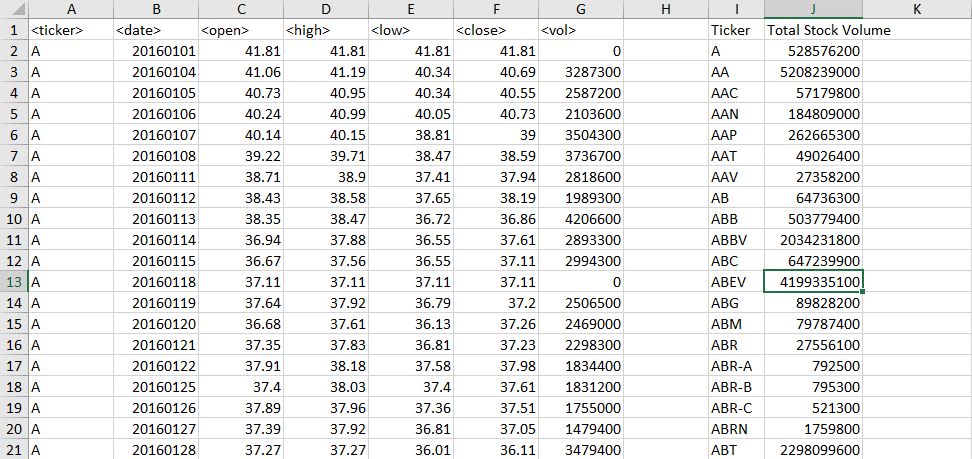 A B C D E F G H I J K
1 <ticker> <date> <open> <high> <low> <close> <vol> Ticker Total Stock Volume
2 A 20160101 41.81 41.81 41.81 41.81 0 A 528576200
3 A 20160104 41.06 41.19 40.34 40.69 3287300 AA 5208239000
4 A 20160105 40.73 40.95 40.34 40.55 2587200 AAC 57179800
5 A 20160106 40.24 40.99 40.05 40.73 2103600 AAN 184809000
6 A 20160107 40.14 40.15 38.81 39 3504300 AAP 262665300
7 A 20160108 39.22 39.71 38.47 38.59 3736700 AAT 49026400
8 A 20160111 38.71 38.9 37.41 37.94 2818600 AAV 27358200
9 A 20160112 38.43 38.58 37.65 38.19 1989300 AB 64736300
10 A 20160113 38.35 38.47 36.72 36.86 4206600 ABB 503779400
11 A 20160114 36.94 37.88 36.55 37.61 2893300 ABBV 2034231800
12 A 20160115 36.67 37.56 36.55 37.11 2994300 ABC 647239900
13 A 20160118 37.11 37.11 37.11 37.11 0 ABEV 4199335100
14 A 20160119 37.64 37.92 36.79 37.2 2506500 ABG 89828200
15 A 20160120 36.68 37.61 36.13 37.26 2469000 ABM 79787400
16 A 20160121 37.35 37.83 36.81 37.23 2298300 ABR 27556100
17 A 20160122 37.91 38.18 37.58 37.98 1834400 ABR-A 792500
18 A 20160125 37.4 38.03 37.4 37.61 1831200 ABR-B 795300
19 A 20160126 37.89 37.96 37.36 37.51 1755000 ABR-C 521300
20 A 20160127 37.39 37.92 36.81 37.05 1479400 ABRN 1759800
21 A 20160128 37.27 37.27 36.01 36.11 3479400 ABT 2298099600